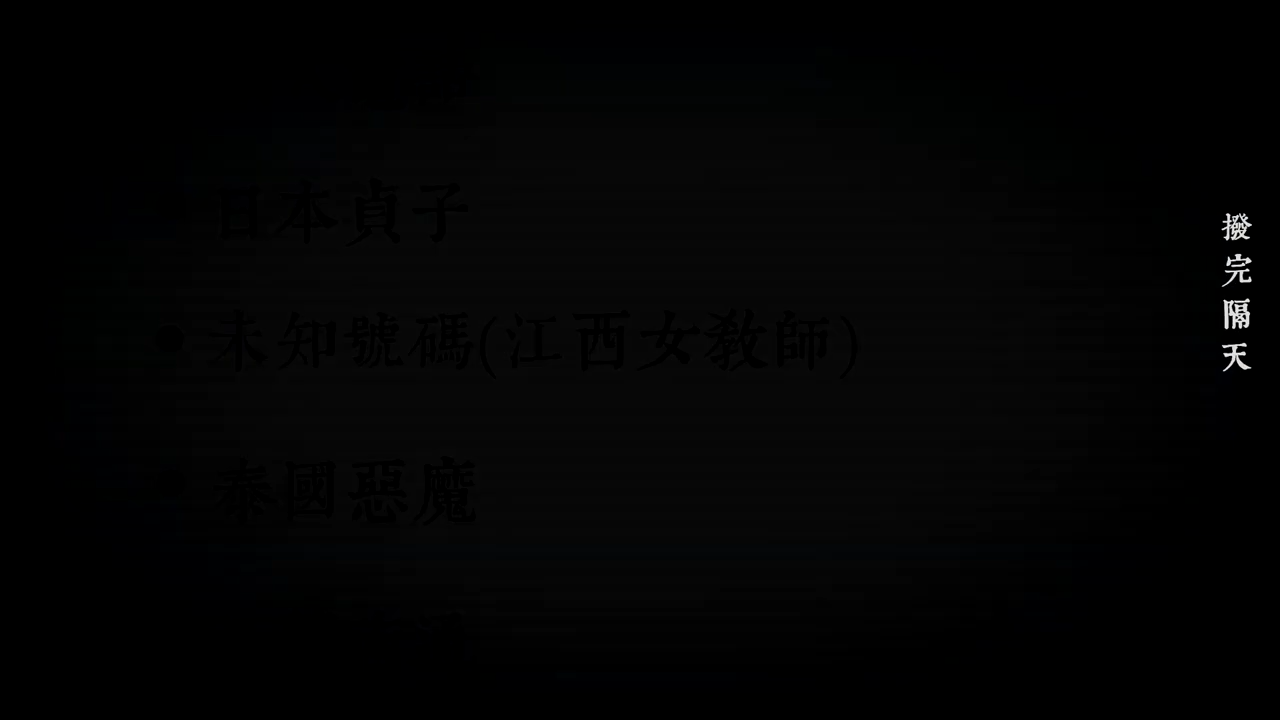 日本貞子
未知號碼(江西女教師)
泰國惡魔
撥完隔天